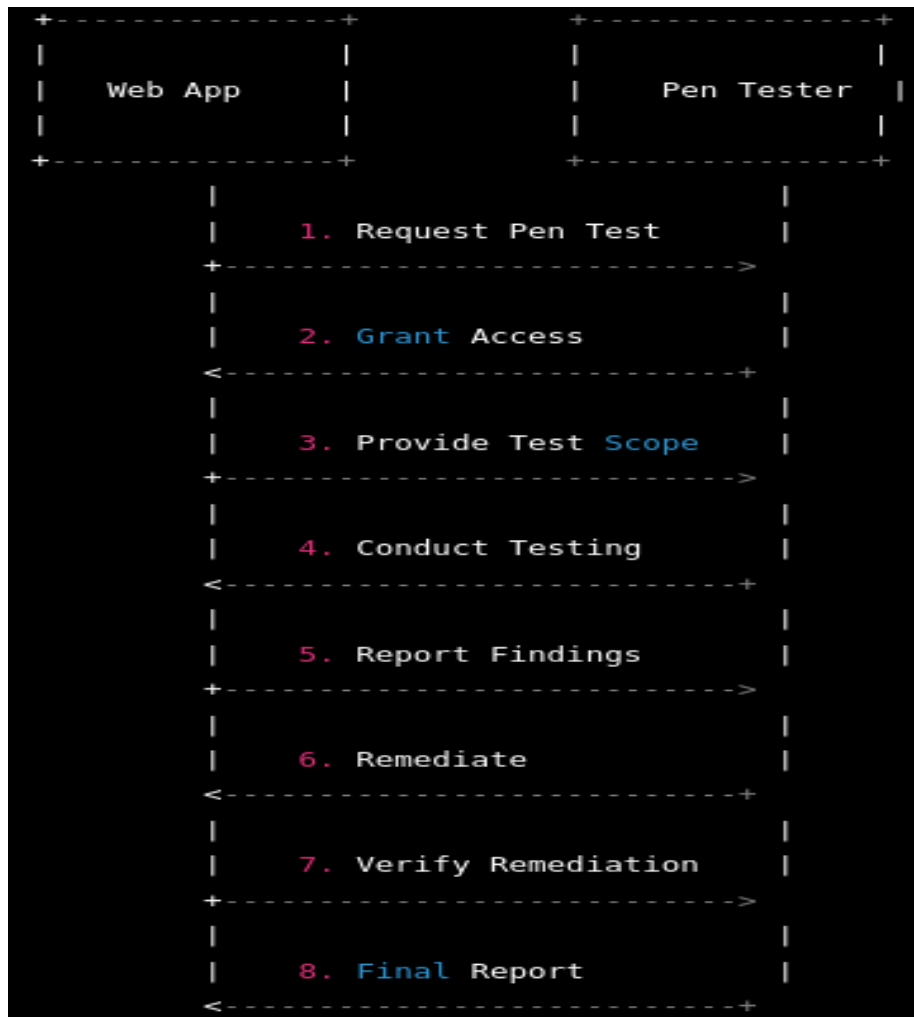 Web App Pen Tester
1. Request Pen Test
2. Grant Access
3. Provide Test Scope
4. Conduct Testing
5. Report Findings
6. Remediate
7. Verify Remediation
8. Final Report